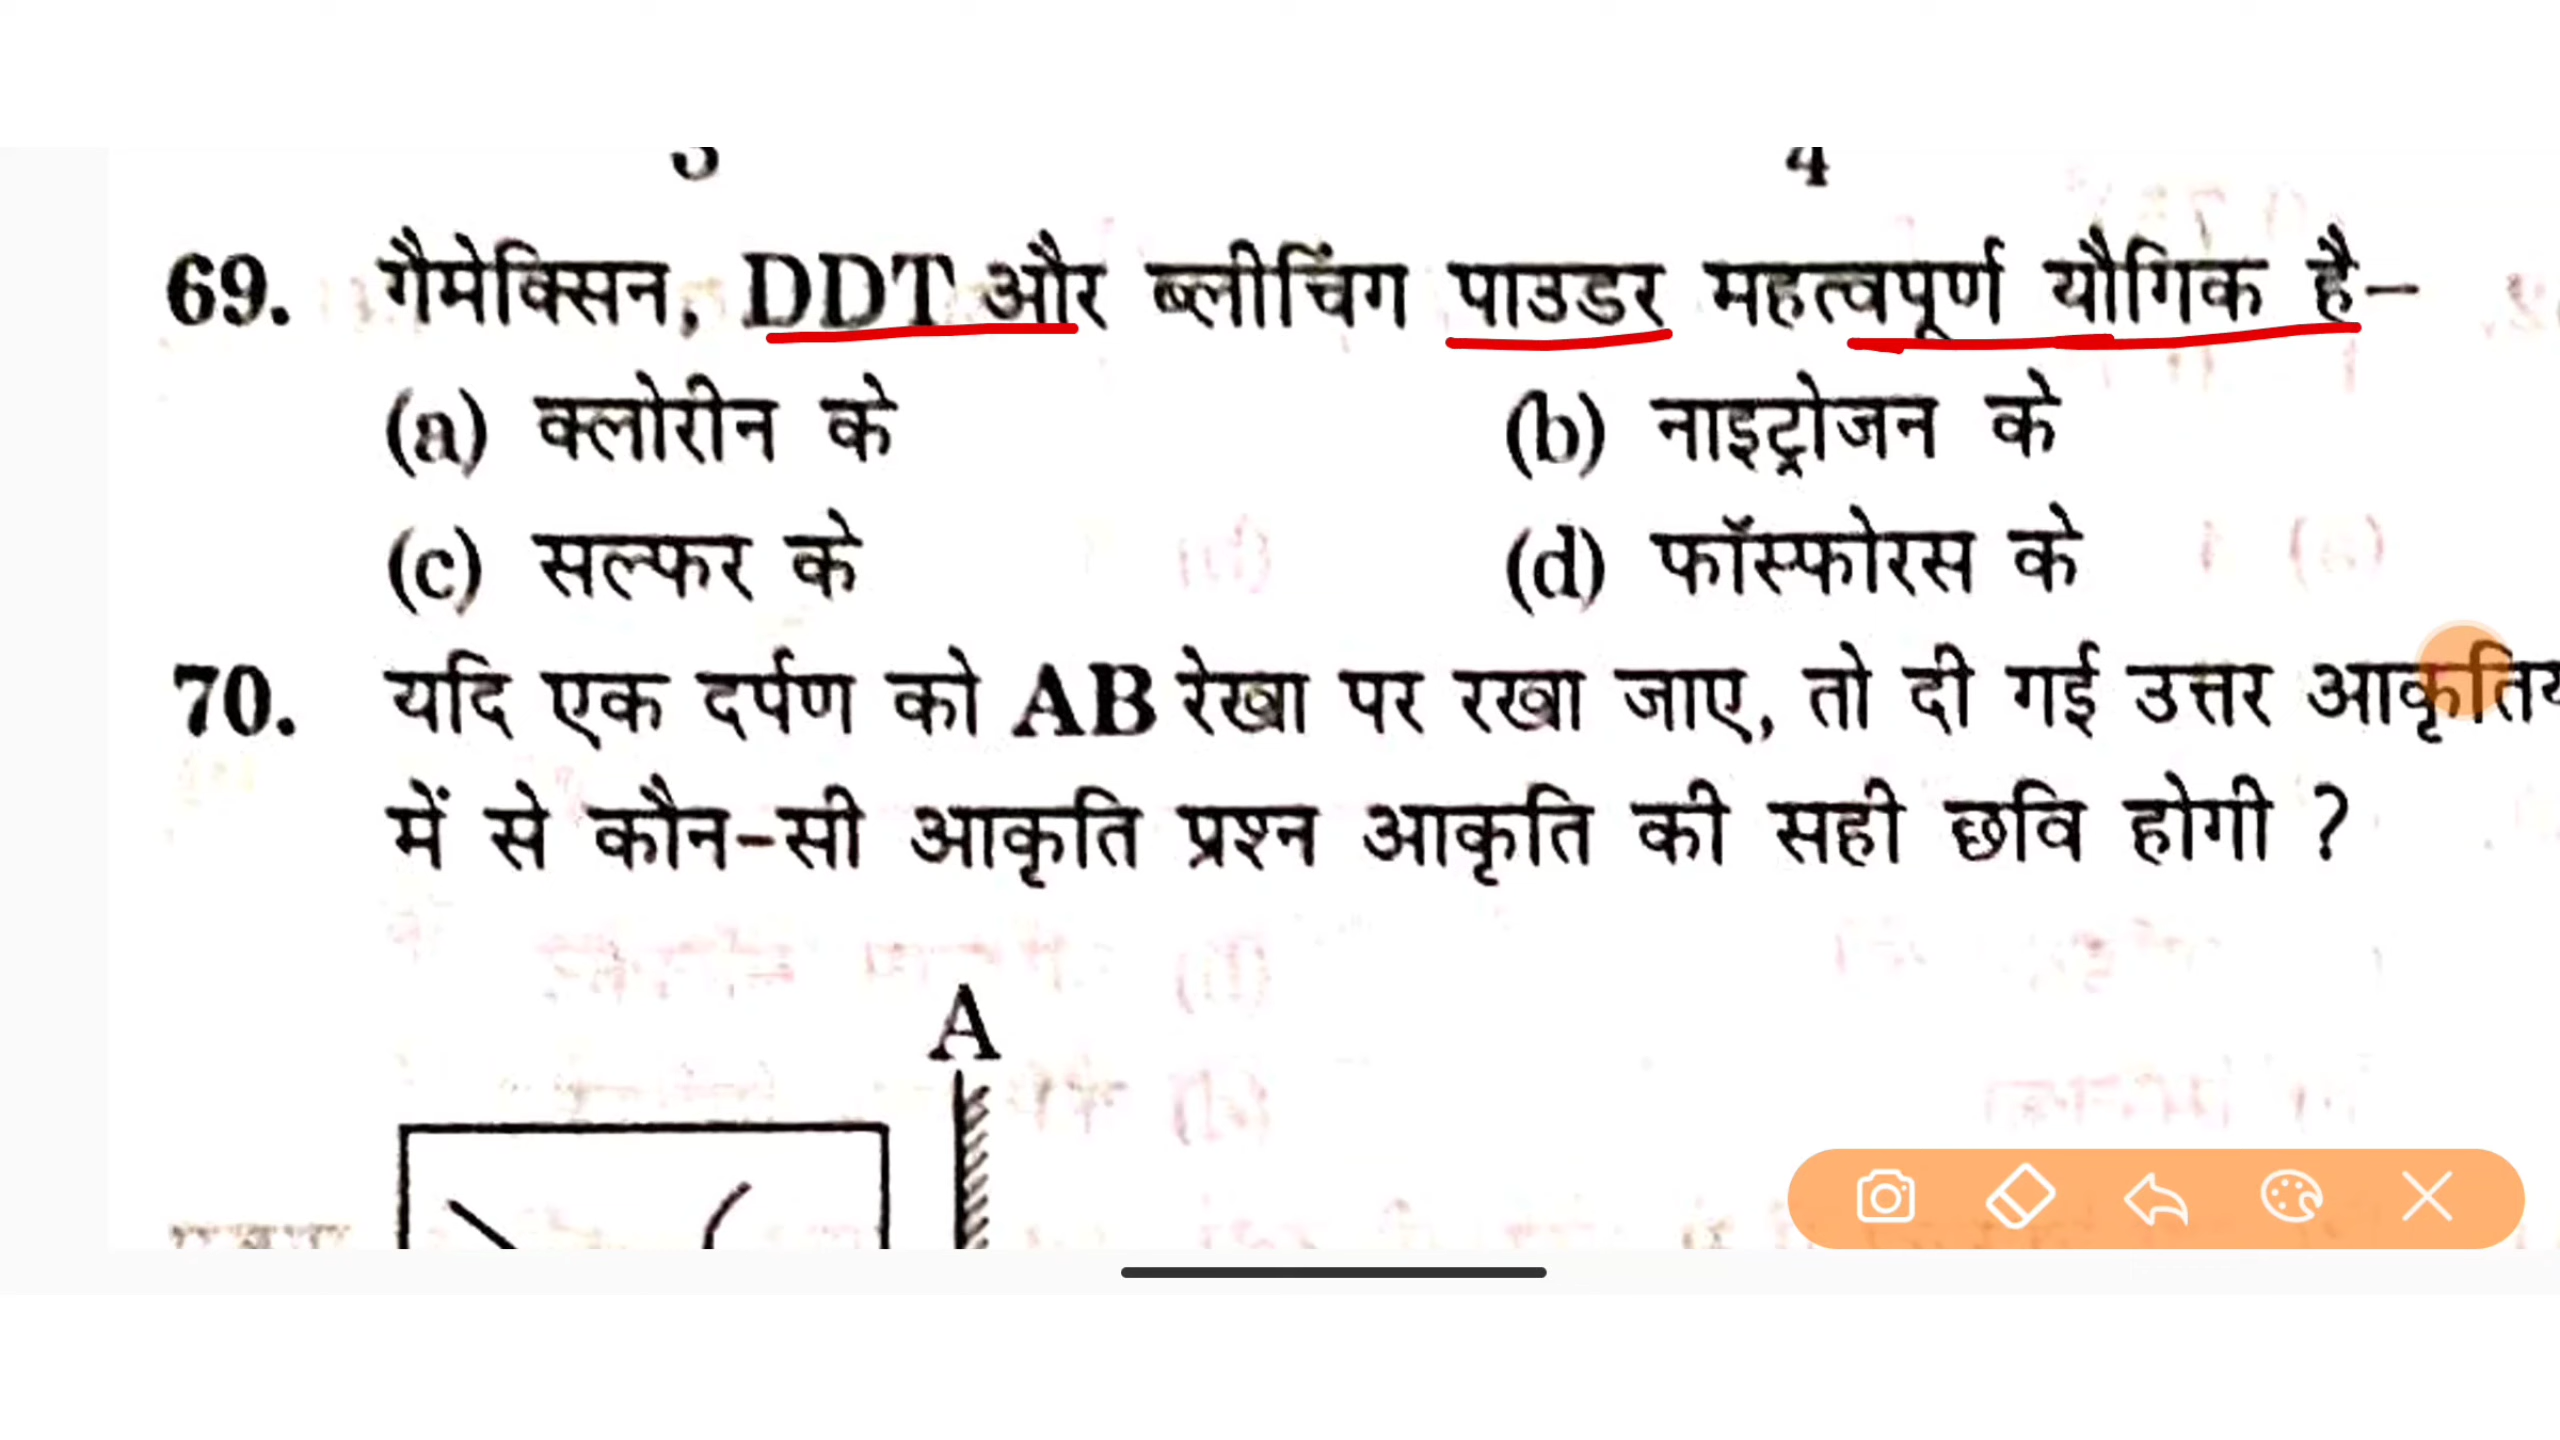 4
69. गैमेक्सिन, DDT और ब्लीचिंग पाउडर महत्वपूर्ण यौगिक है–
(a) क्लोरीन के (b) नाइट्रोजन के
(c) सल्फर के (d) फॉस्फोरस के
70. यदि एक दर्पण को AB रेखा पर रखा जाए, तो दी गई उत्तर
में से कौन-सी आकृति प्रश्न आकृति की सही छवि होगी ?
A